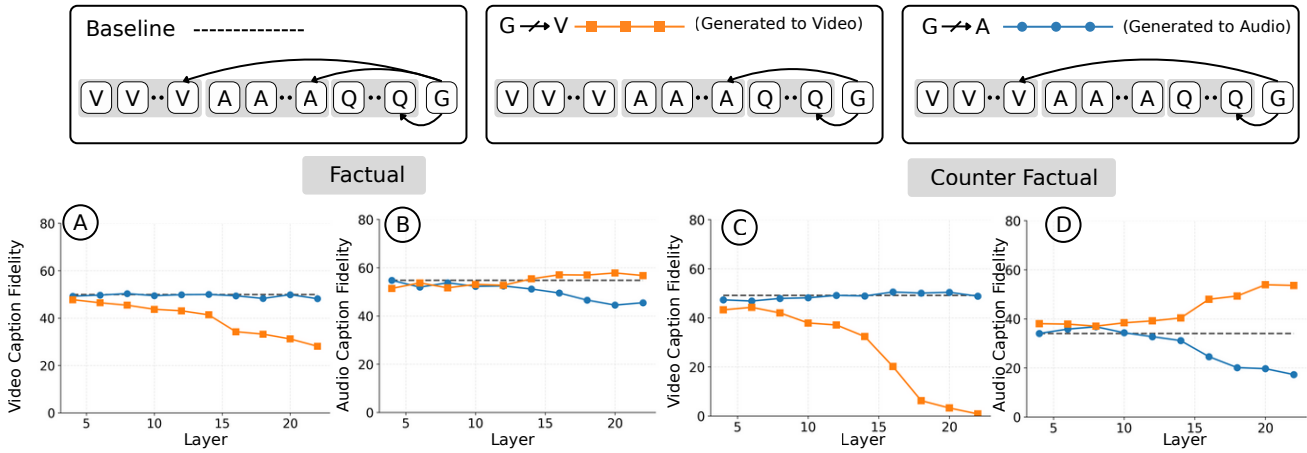 Baseline
V V ·· V A A ·· A Q ·· Q G
G V (Generated to Video)
V V ·· V A A ·· A Q ·· Q G
G A (Generated to Audio)
V V ·· V A A ·· A Q ·· Q G
Factual
Counter Factual
A
Video Caption Fidelity
80
60
40
20
0
5 10 15 20
Layer
B
Audio Caption Fidelity
80
60
40
20
0
5 10 15 20
Layer
C
Video Caption Fidelity
80
60
40
20
0
5 10 15 20
Layer
D
Audio Caption Fidelity
80
60
40
20
0
5 10 15 20
Layer